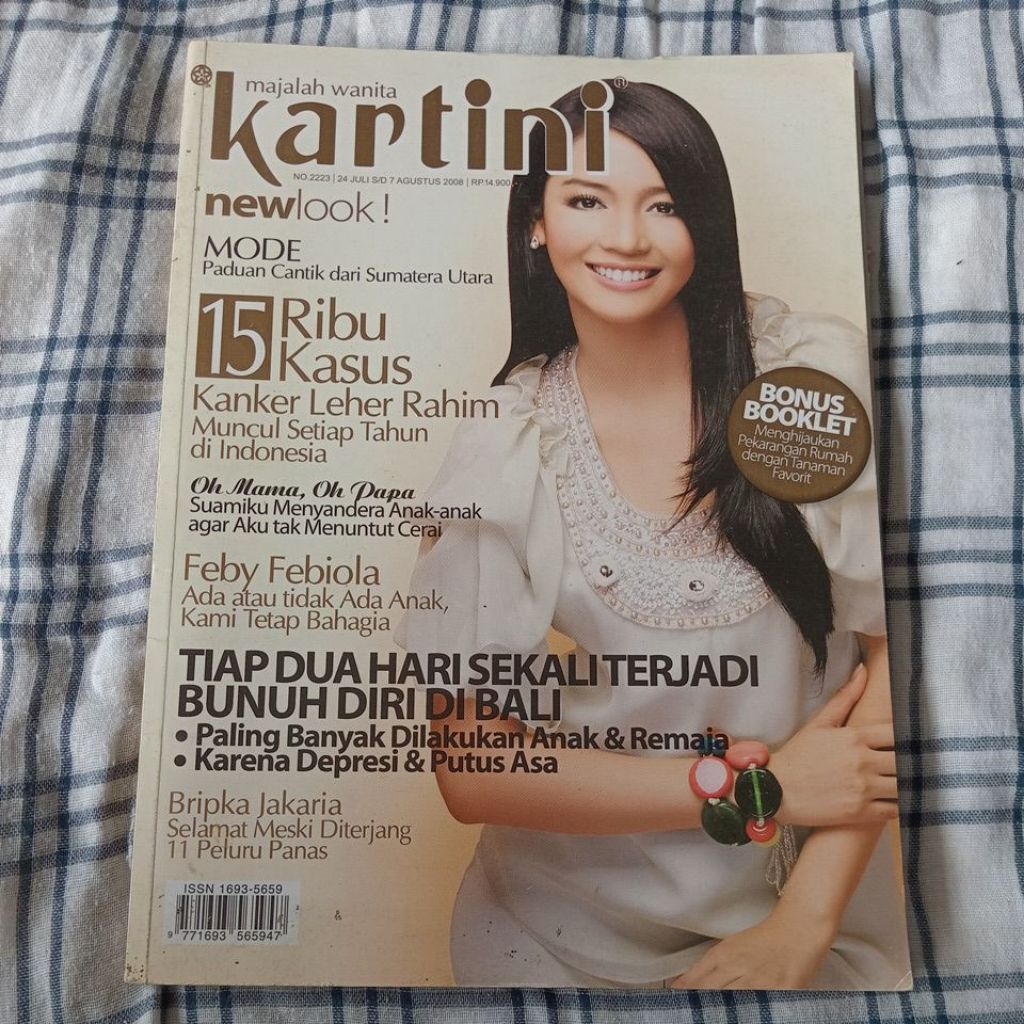 majalah wanita
kartini®
NO.2223 | 24 JULI S/D 7 AGUSTUS 2008 | RP.14.900
newlook!
MODE
Paduan Cantik dari Sumatera Utara
15 Ribu
Kasus
Kanker Leher Rahim
Muncul Setiap Tahun
di Indonesia
Oh Mama, Oh Papa
Suamiku Menyandera Anak-anak
agar Aku tak Menuntut Cerai
Feby Febiola
Ada atau tidak Ada Anak,
Kami Tetap Bahagia
TIAP DUA HARI SEKALI TERJADI
BUNUH DIRI DI BALI
• Paling Banyak Dilakukan Anak & Remaja
• Karena Depresi & Putus Asa
Bripka Jakaria
Selamat Meski Diterjang
11 Peluru Panas
BONUS
BOOKLET
Menghijaukan
Pekarangan Rumah
dengan Tanaman
Favorit
ISSN 1693-5659
9 771693 565947